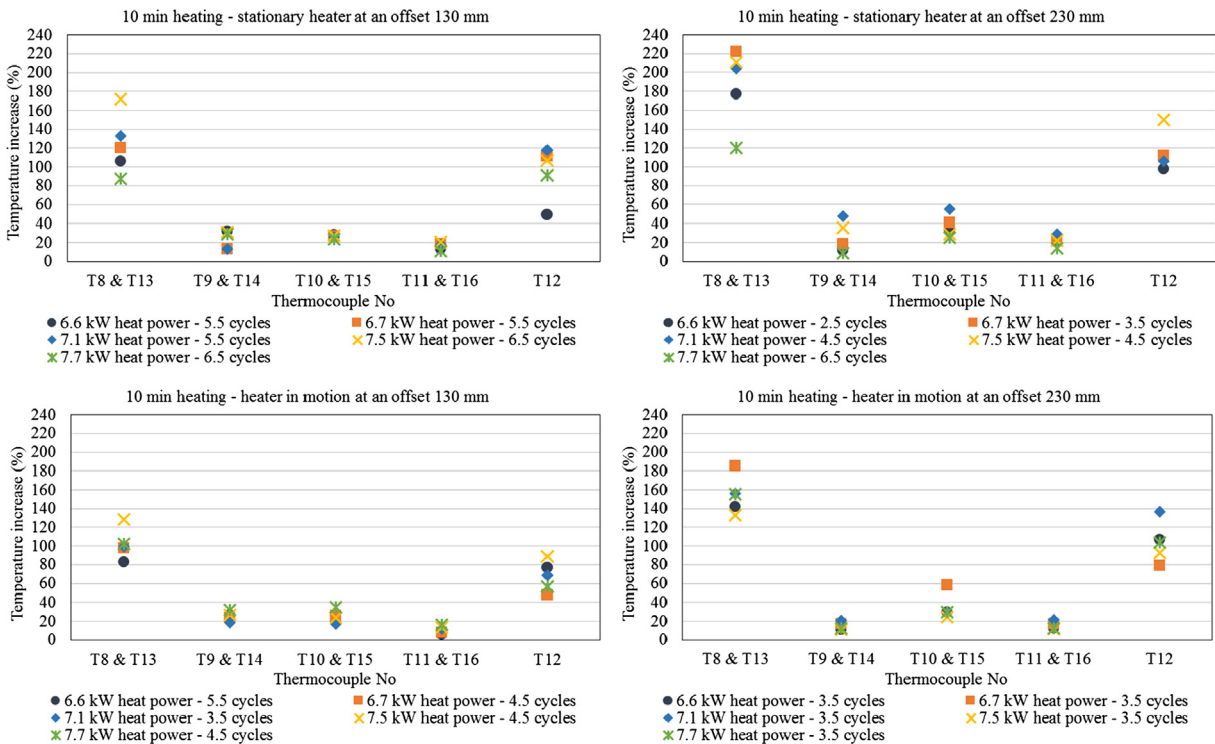 10 min heating - stationary heater at an offset 130 mm
240
220
200
180
160
140
120
100
80
60
40
20
0
Temperature increase (%)
T8 & T13 T9 & T14 T10 & T15 T11 & T16 T12
Thermocouple No
6.6 kW heat power - 5.5 cycles 6.7 kW heat power - 5.5 cycles
7.1 kW heat power - 5.5 cycles 7.5 kW heat power - 6.5 cycles
7.7 kW heat power - 6.5 cycles
10 min heating - stationary heater at an offset 230 mm
240
220
200
180
160
140
120
100
80
60
40
20
0
Temperature increase (%)
T8 & T13 T9 & T14 T10 & T15 T11 & T16 T12
Thermocouple No
6.6 kW heat power - 2.5 cycles 6.7 kW heat power - 3.5 cycles
7.1 kW heat power - 4.5 cycles 7.5 kW heat power - 4.5 cycles
7.7 kW heat power - 6.5 cycles
10 min heating - heater in motion at an offset 130 mm
240
220
200
180
160
140
120
100
80
60
40
20
0
Temperature increase (%)
T8 & T13 T9 & T14 T10 & T15 T11 & T16 T12
Thermocouple No
6.6 kW heat power - 5.5 cycles 6.7 kW heat power - 4.5 cycles
7.1 kW heat power - 3.5 cycles 7.5 kW heat power - 4.5 cycles
7.7 kW heat power - 4.5 cycles
10 min heating - heater in motion at an offset 230 mm
240
220
200
180
160
140
120
100
80
60
40
20
0
Temperature increase (%)
T8 & T13 T9 & T14 T10 & T15 T11 & T16 T12
Thermocouple No
6.6 kW heat power - 3.5 cycles 6.7 kW heat power - 3.5 cycles
7.1 kW heat power - 3.5 cycles 7.5 kW heat power - 3.5 cycles
7.7 kW heat power - 3.5 cycles